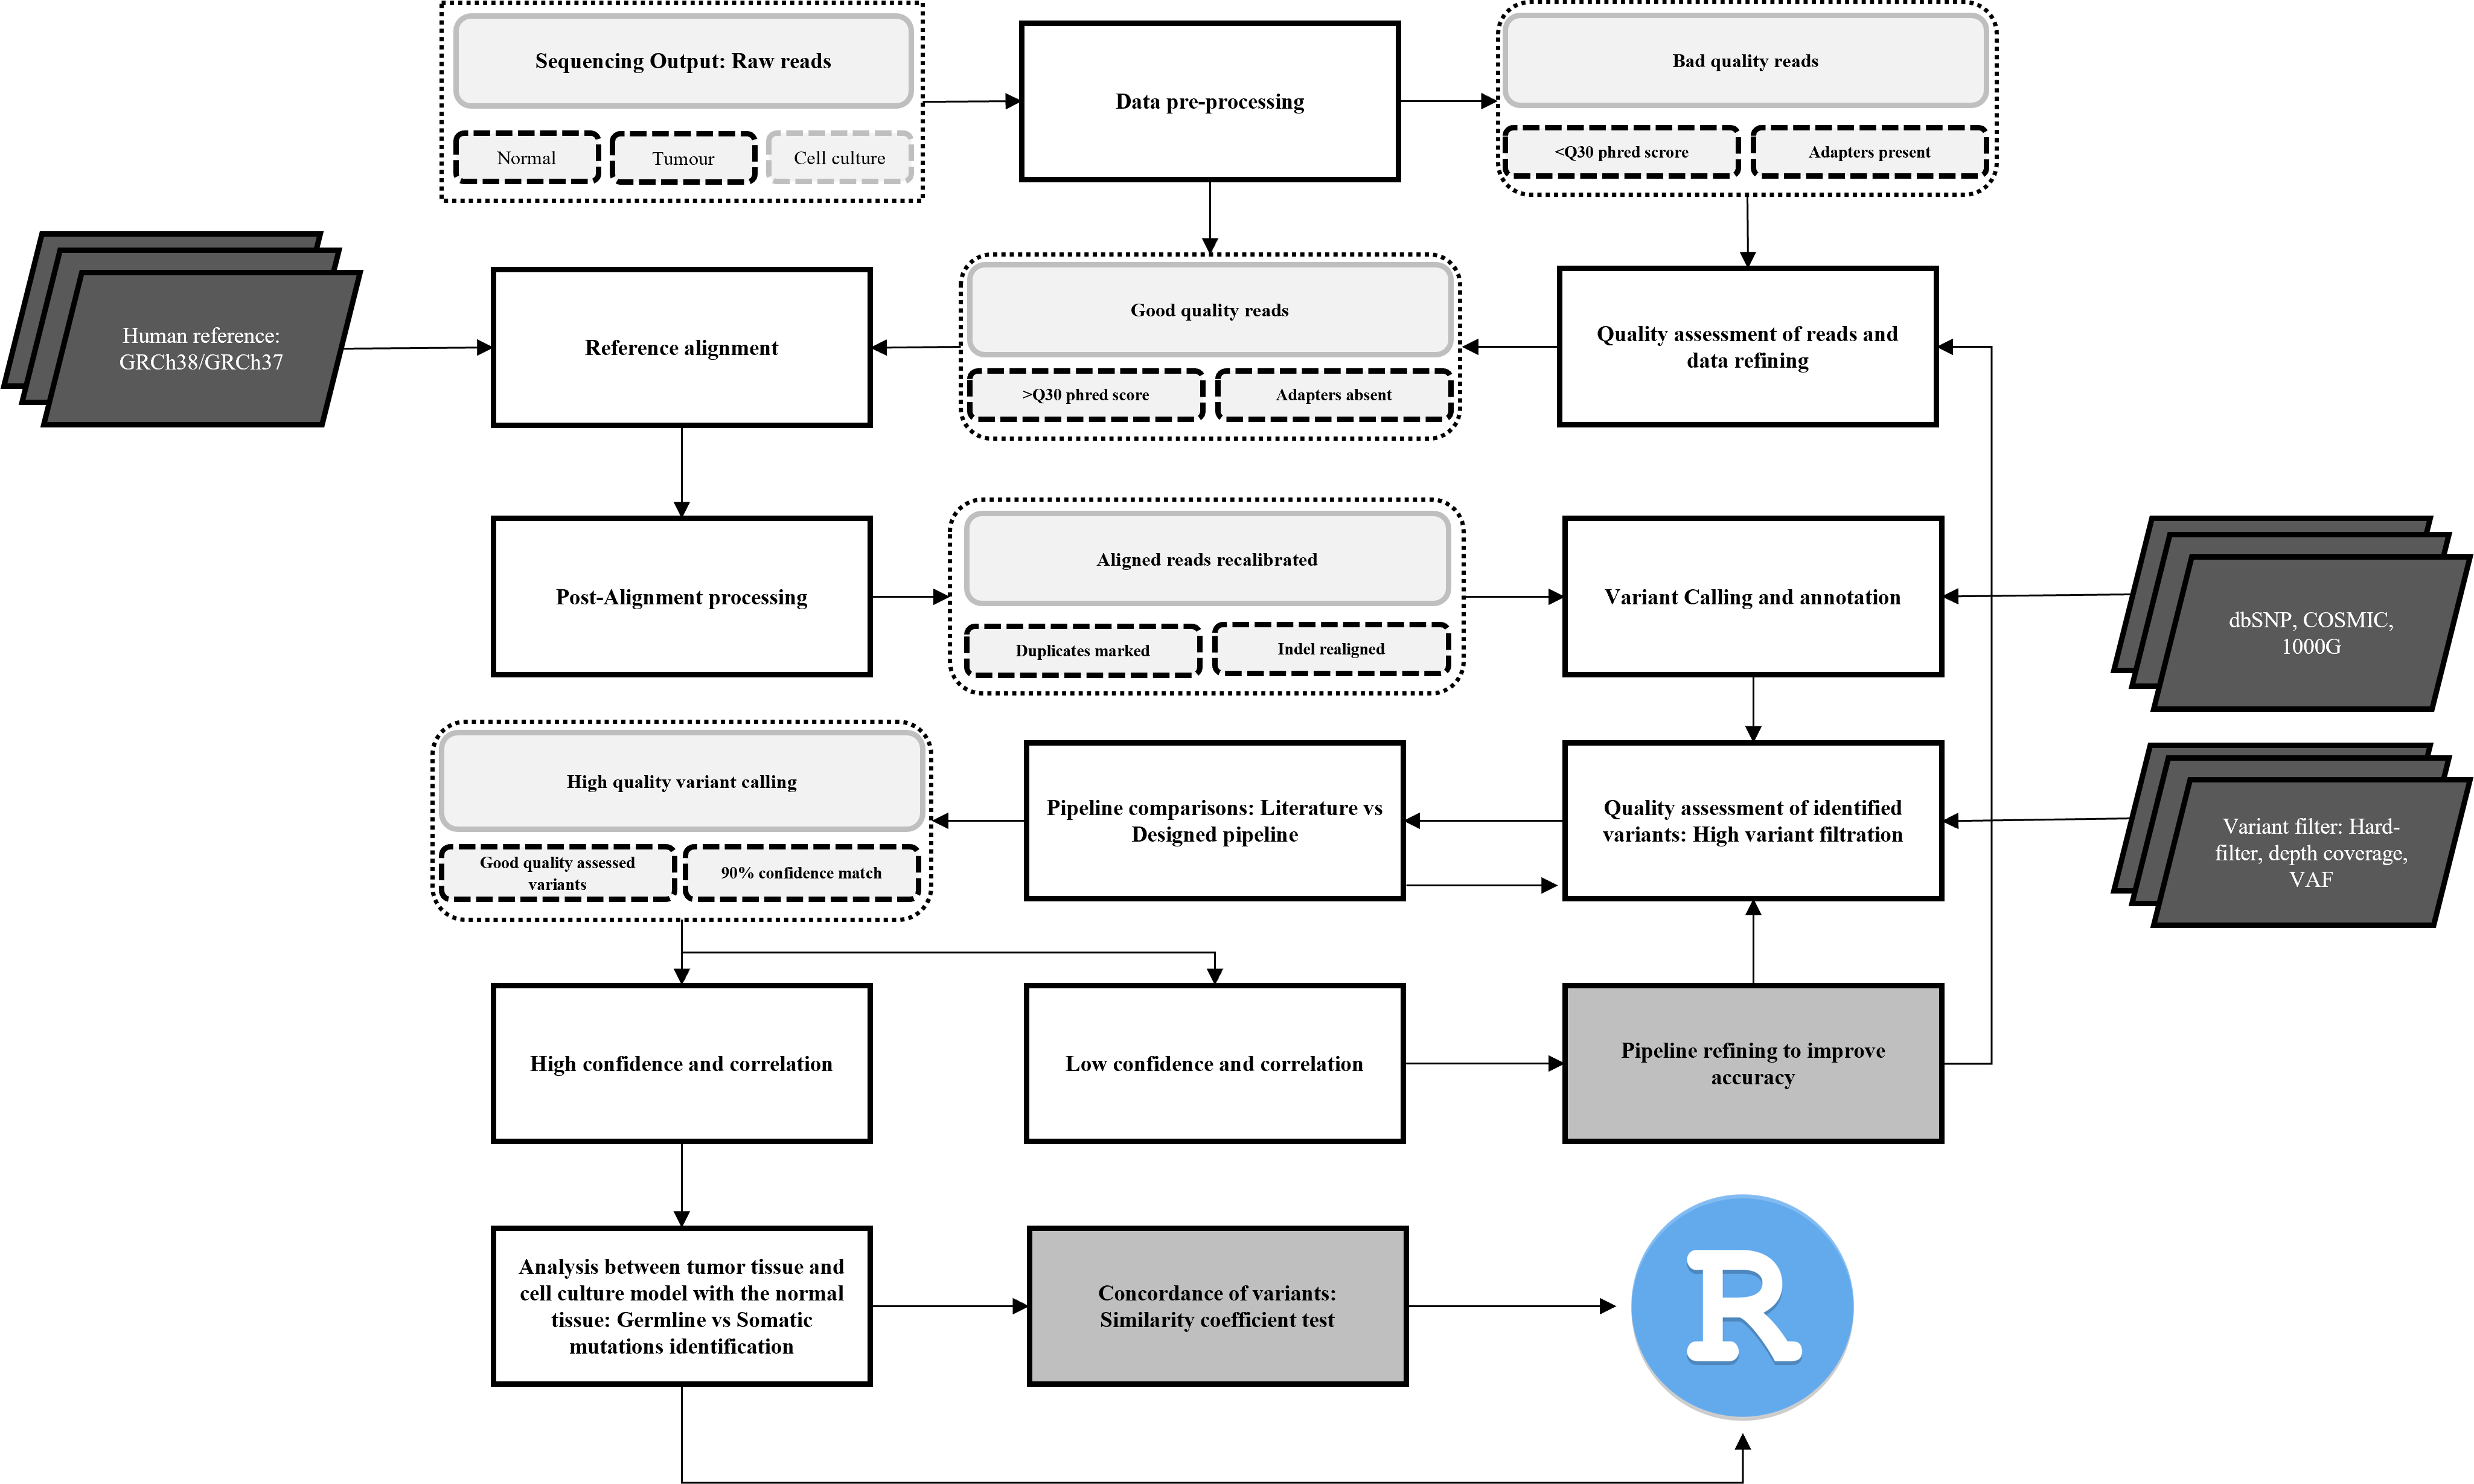 Sequencing Output: Raw reads
Normal
Tumour
Cell culture
Data pre-processing
Bad quality reads
<Q30 phred scrore
Adapters present
Human reference:
GRCh38/GRCh37
Reference alignment
Good quality reads
>Q30 phred score
Adapters absent
Quality assessment of reads and
data refining
Post-Alignment processing
Aligned reads recalibrated
Duplicates marked
Indel realigned
Variant Calling and annotation
dbSNP, COSMIC,
1000G
High quality variant calling
Good quality assessed
variants
90% confidence match
Pipeline comparisons: Literature vs
Designed pipeline
Quality assessment of identified
variants: High variant filtration
Variant filter: Hard-
filter, depth coverage,
VAF
High confidence and correlation
Low confidence and correlation
Pipeline refining to improve
accuracy
Analysis between tumor tissue and
cell culture model with the normal
tissue: Germline vs Somatic
mutations identification
Concordance of variants:
Similarity coefficient test
R